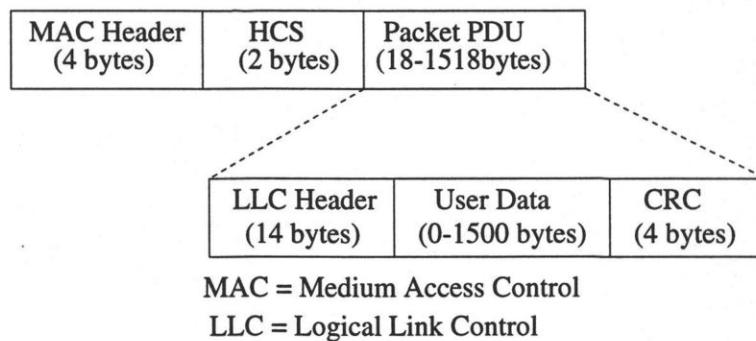 MAC Header HCS Packet PDU
(4 bytes) (2 bytes) (18-1518bytes)
LLC Header User Data CRC
(14 bytes) (0-1500 bytes) (4 bytes)
MAC = Medium Access Control
LLC = Logical Link Control